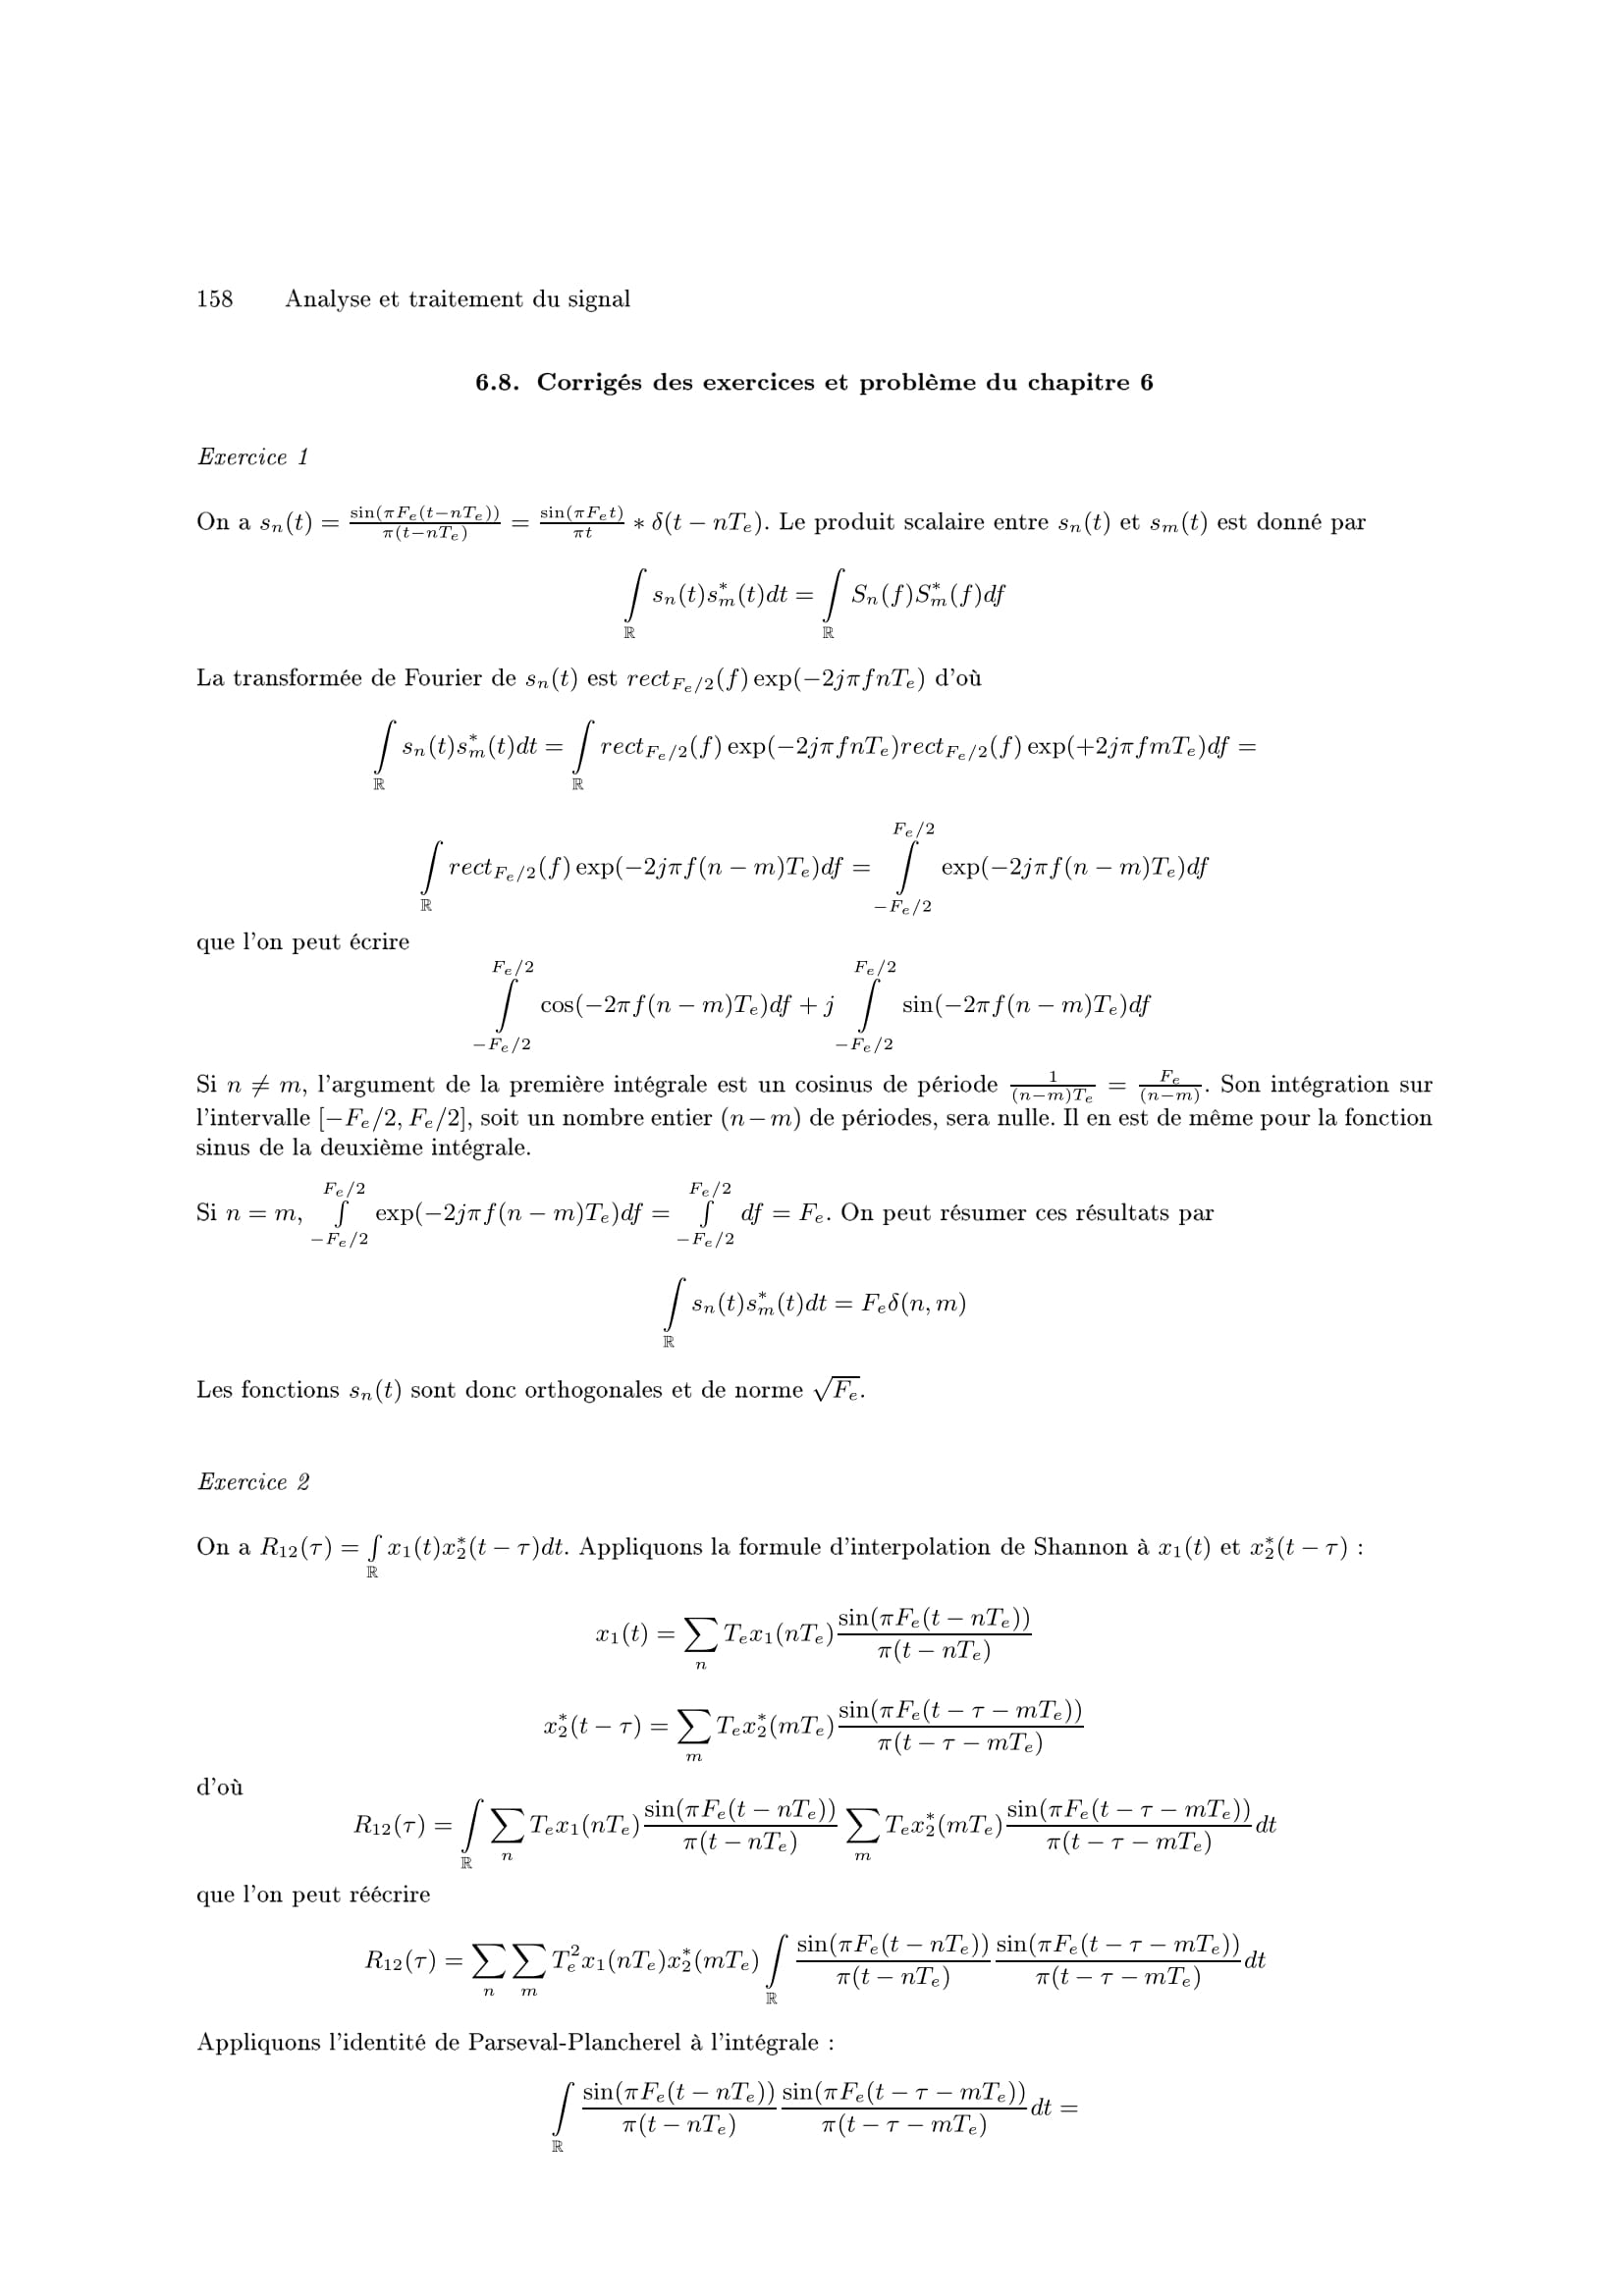 158 Analyse et traitement du signal
6.8. Corrigés des exercices et problème du chapitre 6
Exercice 1
On a $s_n(t) = \frac{\sin(\pi F_e(t-nT_e))}{\pi(t-nT_e)} = \frac{\sin(\pi F_e t)}{\pi t} * \delta(t - nT_e)$. Le produit scalaire entre $s_n(t)$ et $s_m(t)$ est donné par
$\int_{\mathbb{R}} s_n(t)s_m^*(t)dt = \int_{\mathbb{R}} S_n(f)S_m^*(f)df$
La transformée de Fourier de $s_n(t)$ est $rect_{F_e/2}(f)\exp(-2j\pi fnT_e)$ d'où
$\int_{\mathbb{R}} s_n(t)s_m^*(t)dt = \int_{\mathbb{R}} rect_{F_e/2}(f)\exp(-2j\pi fnT_e)rect_{F_e/2}(f)\exp(+2j\pi fmT_e)df =$
$\int_{\mathbb{R}} rect_{F_e/2}(f)\exp(-2j\pi f(n-m)T_e)df = \int_{-F_e/2}^{F_e/2} \exp(-2j\pi f(n-m)T_e)df$
que l'on peut écrire
$\int_{-F_e/2}^{F_e/2} \cos(-2\pi f(n-m)T_e)df + j \int_{-F_e/2}^{F_e/2} \sin(-2\pi f(n-m)T_e)df$
Si $n \neq m$, l'argument de la première intégrale est un cosinus de période $\frac{1}{(n-m)T_e} = \frac{F_e}{(n-m)}$. Son intégration sur
l'intervalle $[-F_e/2, F_e/2]$, soit un nombre entier $(n-m)$ de périodes, sera nulle. Il en est de même pour la fonction
sinus de la deuxième intégrale.
Si $n = m$, $\int_{-F_e/2}^{F_e/2} \exp(-2j\pi f(n-m)T_e)df = \int_{-F_e/2}^{F_e/2} df = F_e$. On peut résumer ces résultats par
$\int_{\mathbb{R}} s_n(t)s_m^*(t)dt = F_e\delta(n,m)$
Les fonctions $s_n(t)$ sont donc orthogonales et de norme $\sqrt{F_e}$.
Exercice 2
On a $R_{12}(\tau) = \int_{\mathbb{R}} x_1(t)x_2^*(t-\tau)dt$. Appliquons la formule d'interpolation de Shannon à $x_1(t)$ et $x_2^*(t-\tau)$ :
$x_1(t) = \sum_n T_e x_1(nT_e)\frac{\sin(\pi F_e(t-nT_e))}{\pi(t-nT_e)}$
$x_2^*(t-\tau) = \sum_m T_e x_2^*(mT_e)\frac{\sin(\pi F_e(t-\tau-mT_e))}{\pi(t-\tau-mT_e)}$
d'où
$R_{12}(\tau) = \int_{\mathbb{R}} \sum_n T_e x_1(nT_e)\frac{\sin(\pi F_e(t-nT_e))}{\pi(t-nT_e)} \sum_m T_e x_2^*(mT_e)\frac{\sin(\pi F_e(t-\tau-mT_e))}{\pi(t-\tau-mT_e)}dt$
que l'on peut réécrire
$R_{12}(\tau) = \sum_n \sum_m T_e^2 x_1(nT_e)x_2^*(mT_e) \int_{\mathbb{R}} \frac{\sin(\pi F_e(t-nT_e))}{\pi(t-nT_e)} \frac{\sin(\pi F_e(t-\tau-mT_e))}{\pi(t-\tau-mT_e)}dt$
Appliquons l'identité de Parseval-Plancherel à l'intégrale :
$\int_{\mathbb{R}} \frac{\sin(\pi F_e(t-nT_e))}{\pi(t-nT_e)} \frac{\sin(\pi F_e(t-\tau-mT_e))}{\pi(t-\tau-mT_e)}dt =$